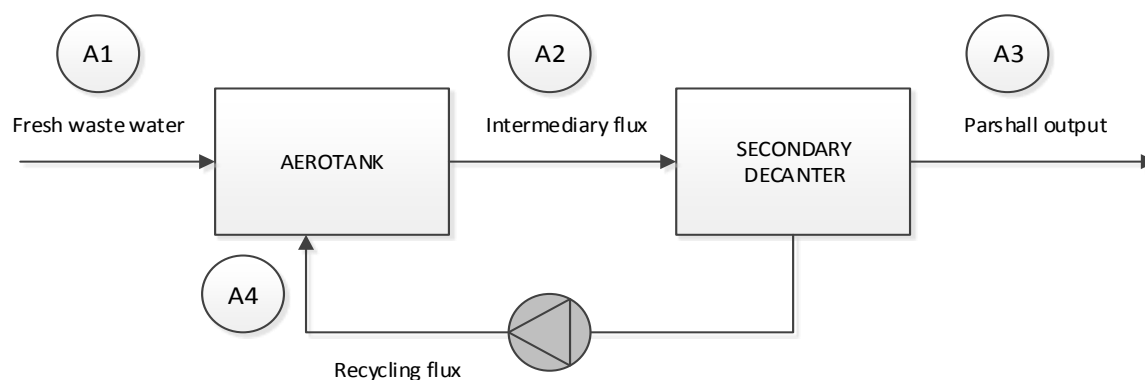 A1
A2
A3
Fresh waste water
Intermediary flux
Parshall output
AEROTANK
SECONDARY
DECANTER
A4
Recycling flux